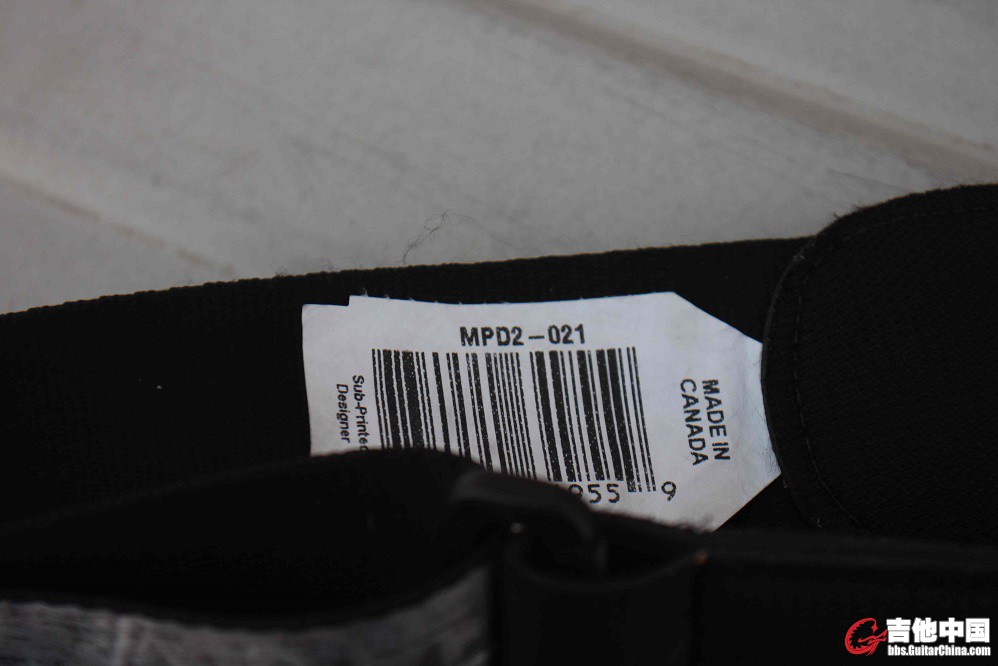 MPD2-021
Sub-Printed
Designer
MADE IN
CANADA
955 9
吉他中国
bbs.GuitarChina.com